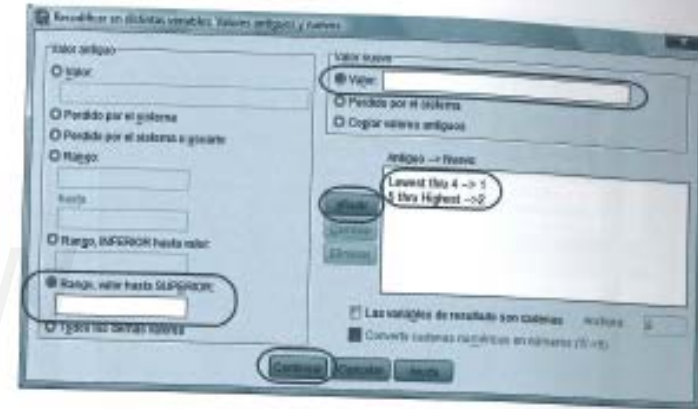 Recodificar en distintas variables: Valores antiguos y nuevos
Valor antiguo
Valor:
Perdido por el sistema
Perdido por el sistema o usuario
Rango:
hasta
Rango, INFERIOR hasta valor:
Rango, valor hasta SUPERIOR:
Todos los demás valores
Valor nuevo
Valor:
Perdido por el sistema
Copiar valores antiguos
Antiguo --> Nuevo:
Lowest thru 4 --> 1
5 thru Highest -->2
Añadir
Cambiar
Eliminar
Las variables de resultado son cadenas
Anchura:
Convertir cadenas numéricas en números ('5'->5)
Continuar
Cancelar
Ayuda